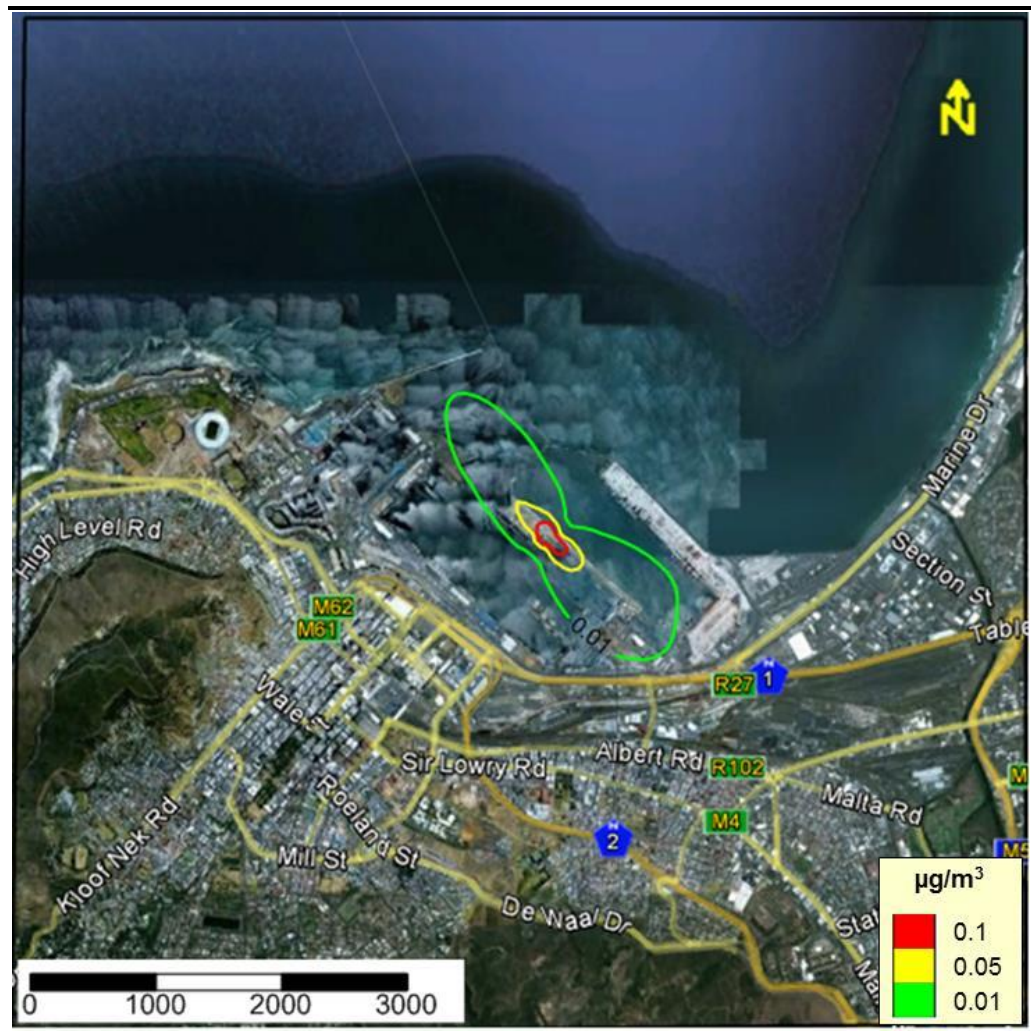 N
Marine Dr
High Level Rd
Section St
M62
M61
0.01
Table
R27
N
1
Wale St
Albert Rd
Sir Lowry Rd
R102
Roeland St
Malta Rd
M4
N
2
Kloof Nek Rd
Mill St
M5
µg/m³
De Waal Dr
0.1
0.05
0.01
0
1000
2000
3000